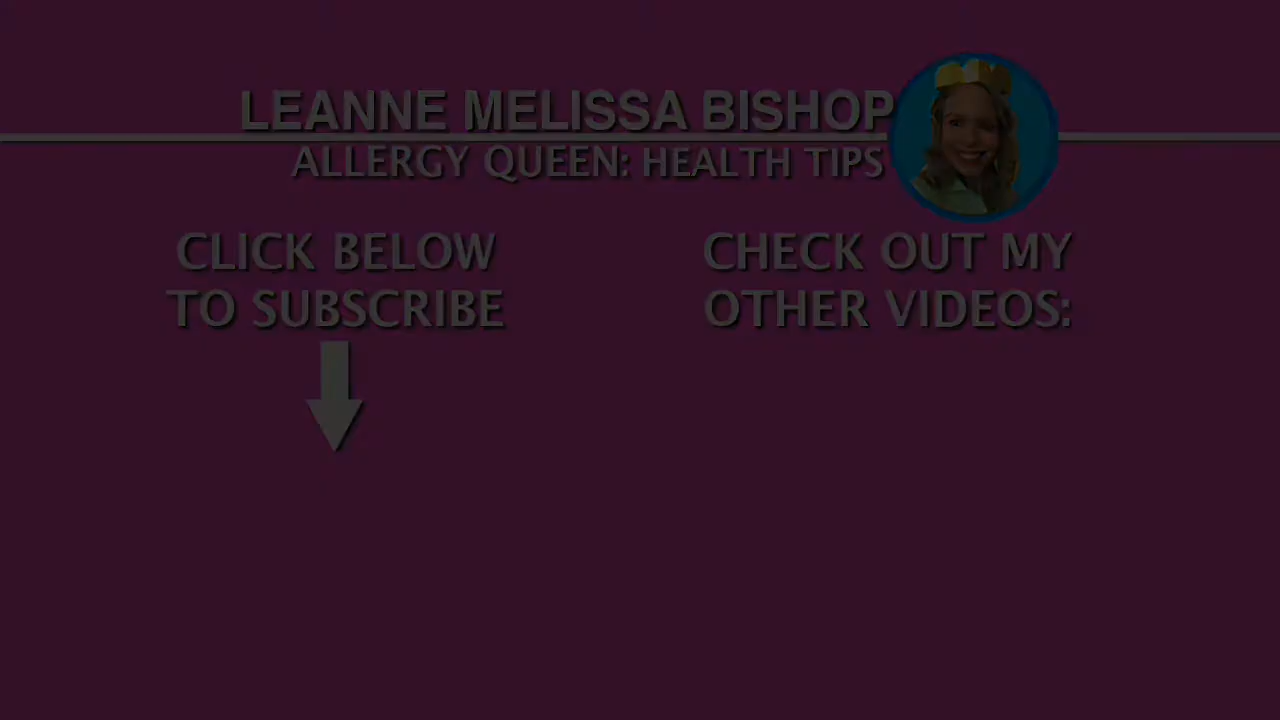 LEANNE MELISSA BISHOP
ALLERGY QUEEN: HEALTH TIPS
CLICK BELOW
TO SUBSCRIBE
CHECK OUT MY
OTHER VIDEOS: